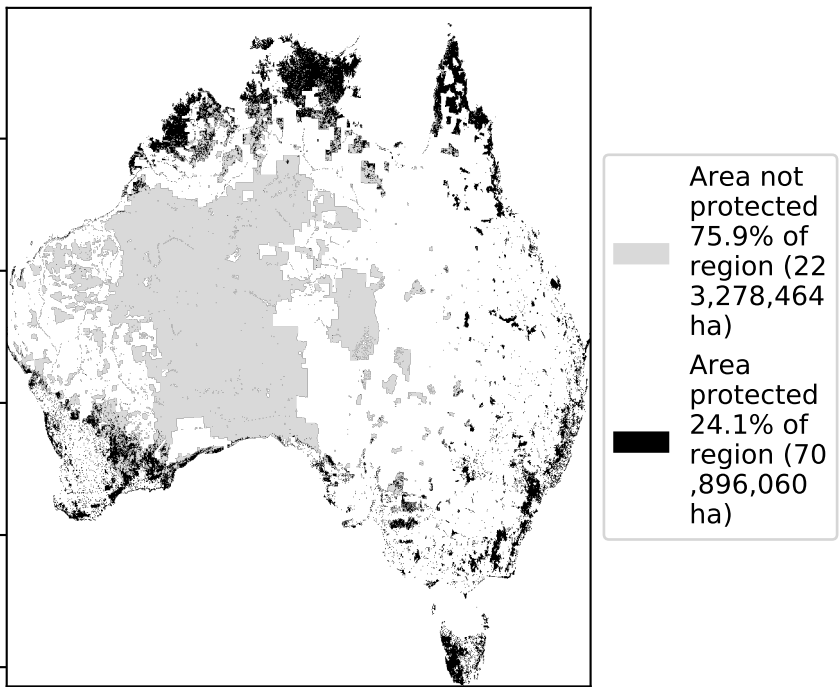 Area not
protected
75.9% of
region (22
3,278,464
ha)
Area
protected
24.1% of
region (70
,896,060
ha)